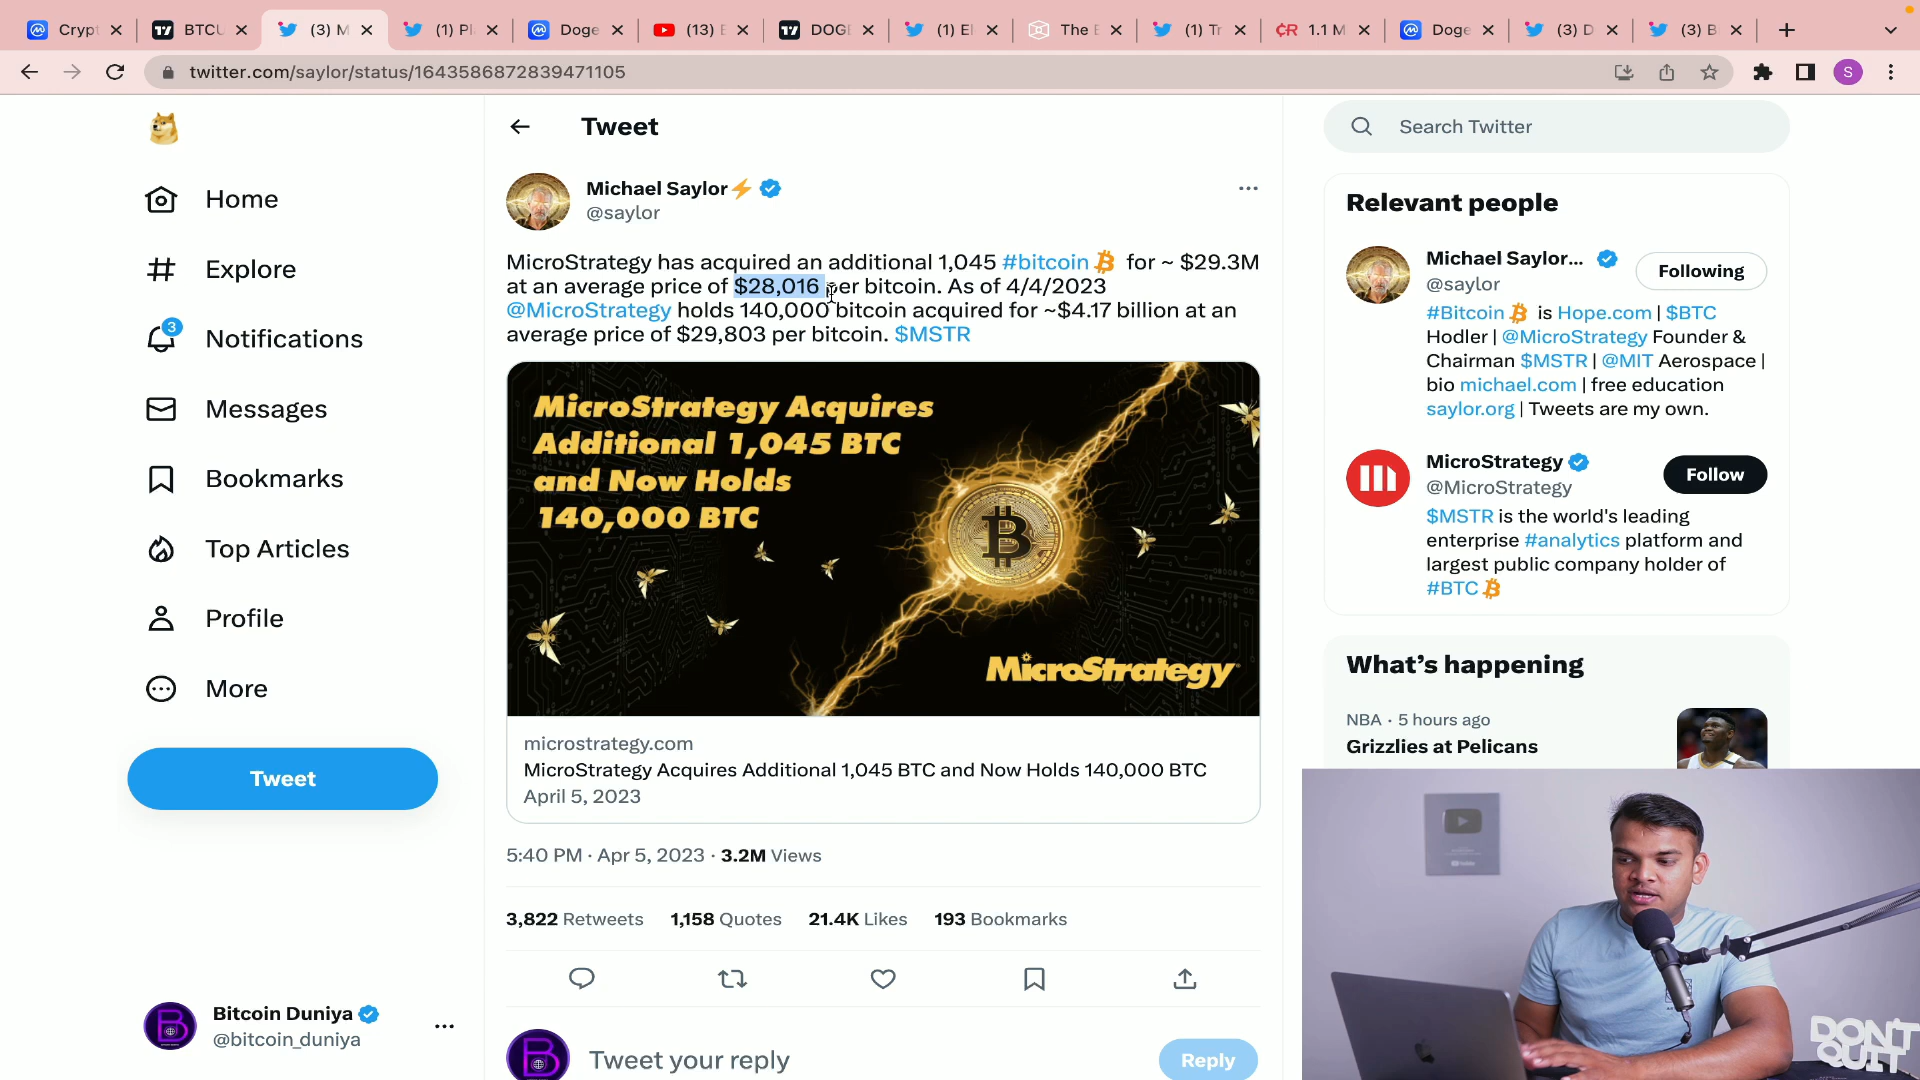 Crypt
BTCU
(3) M
(1) Pl
Doge
(13) E
DOGE
(1) El
The E
(1) Tr
1.1 M
Doge
(3) D
(3) B
twitter.com/saylor/status/1643586872839471105
S
Home
Explore
3
Notifications
Messages
Bookmarks
Top Articles
Profile
More
Tweet
Bitcoin Duniya
@bitcoin_duniya
Tweet
Michael Saylor⚡
@saylor
MicroStrategy has acquired an additional 1,045 #bitcoin for ~ $29.3M
at an average price of $28,016 per bitcoin. As of 4/4/2023
@MicroStrategy holds 140,000 bitcoin acquired for ~$4.17 billion at an
average price of $29,803 per bitcoin. $MSTR
MicroStrategy Acquires
Additional 1,045 BTC
and Now Holds
140,000 BTC
MicroStrategy
microstrategy.com
MicroStrategy Acquires Additional 1,045 BTC and Now Holds 140,000 BTC
April 5, 2023
5:40 PM · Apr 5, 2023 · 3.2M Views
3,822 Retweets 1,158 Quotes 21.4K Likes 193 Bookmarks
Tweet your reply
Reply
Search Twitter
Relevant people
Michael Saylor...
@saylor
Following
#Bitcoin is Hope.com | $BTC
Hodler | @MicroStrategy Founder &
Chairman $MSTR | @MIT Aerospace |
bio michael.com | free education
saylor.org | Tweets are my own.
MicroStrategy
@MicroStrategy
Follow
$MSTR is the world's leading
enterprise #analytics platform and
largest public company holder of
#BTC
What's happening
NBA · 5 hours ago
Grizzlies at Pelicans
DON'T
QUIT